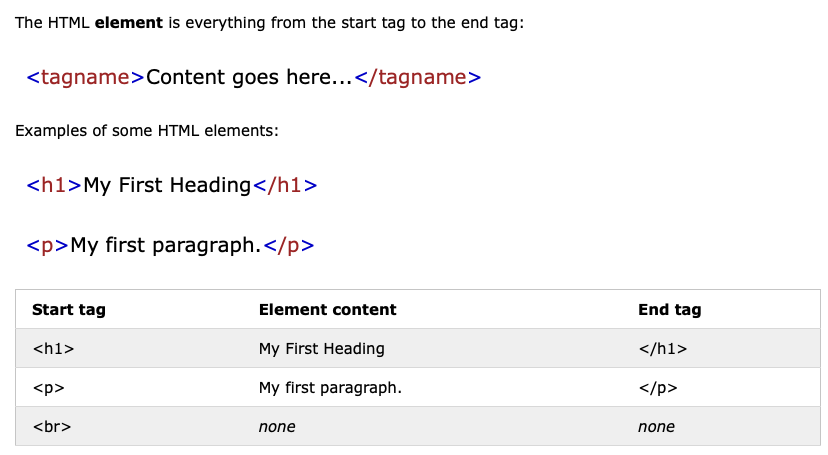 The HTML element is everything from the start tag to the end tag:
<tagname>Content goes here...</tagname>
Examples of some HTML elements:
<h1>My First Heading</h1>
<p>My first paragraph.</p>
Start tag Element content End tag
<h1> My First Heading </h1>
<p> My first paragraph. </p>
<br> none none